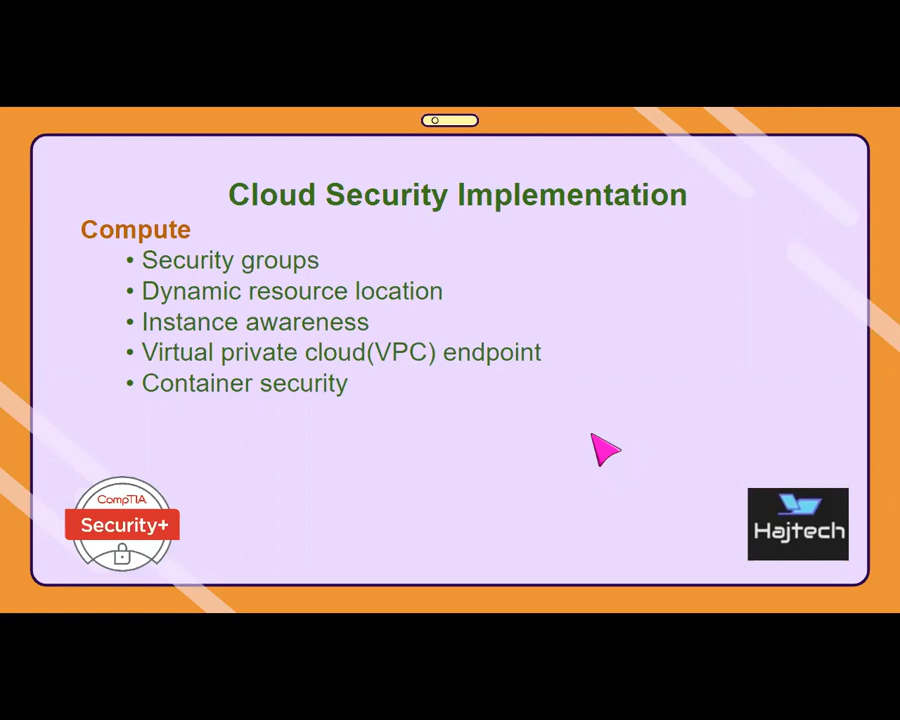 Cloud Security Implementation
Compute
• Security groups
• Dynamic resource location
• Instance awareness
• Virtual private cloud(VPC) endpoint
• Container security
CompTIA
Security+
Hajtech